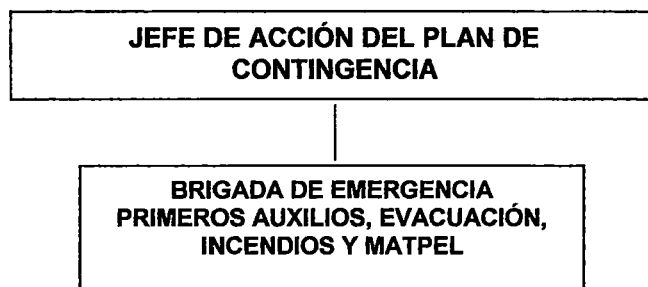 JEFE DE ACCIÓN DEL PLAN DE
CONTINGENCIA
BRIGADA DE EMERGENCIA
PRIMEROS AUXILIOS, EVACUACIÓN,
INCENDIOS Y MATPEL